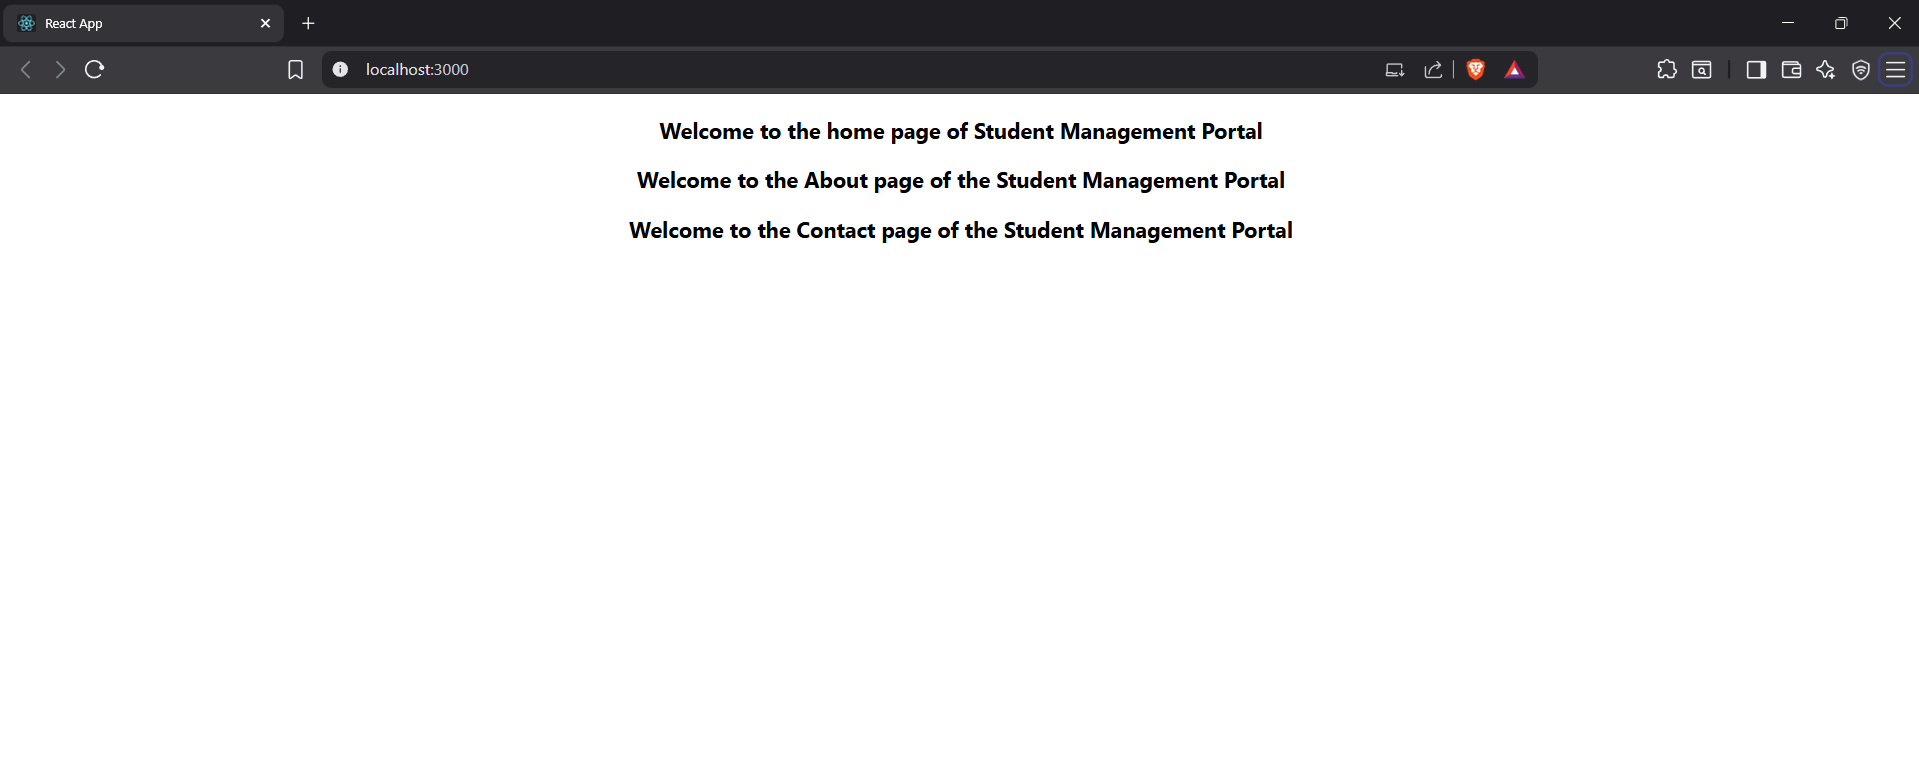 React App
localhost:3000
Welcome to the home page of Student Management Portal
Welcome to the About page of the Student Management Portal
Welcome to the Contact page of the Student Management Portal